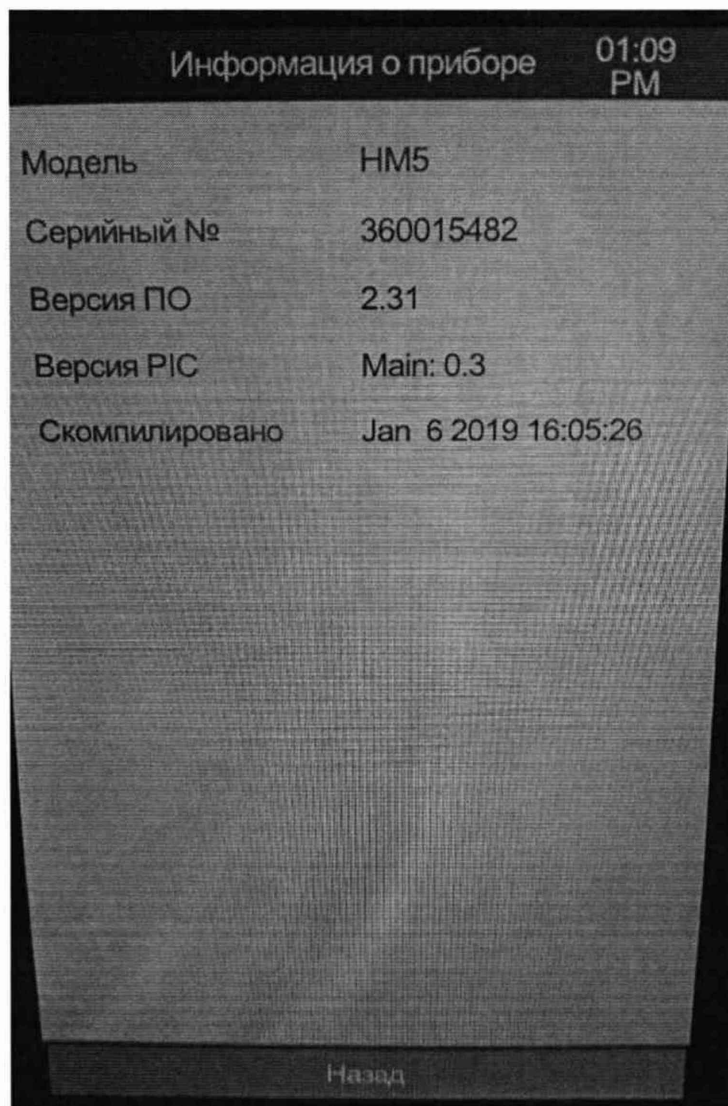 Информация о приборе
01:09
PM
Модель HM5
Серийный № 360015482
Версия ПО 2.31
Версия PIC Main: 0.3
Скомпилировано Jan 6 2019 16:05:26
Назад